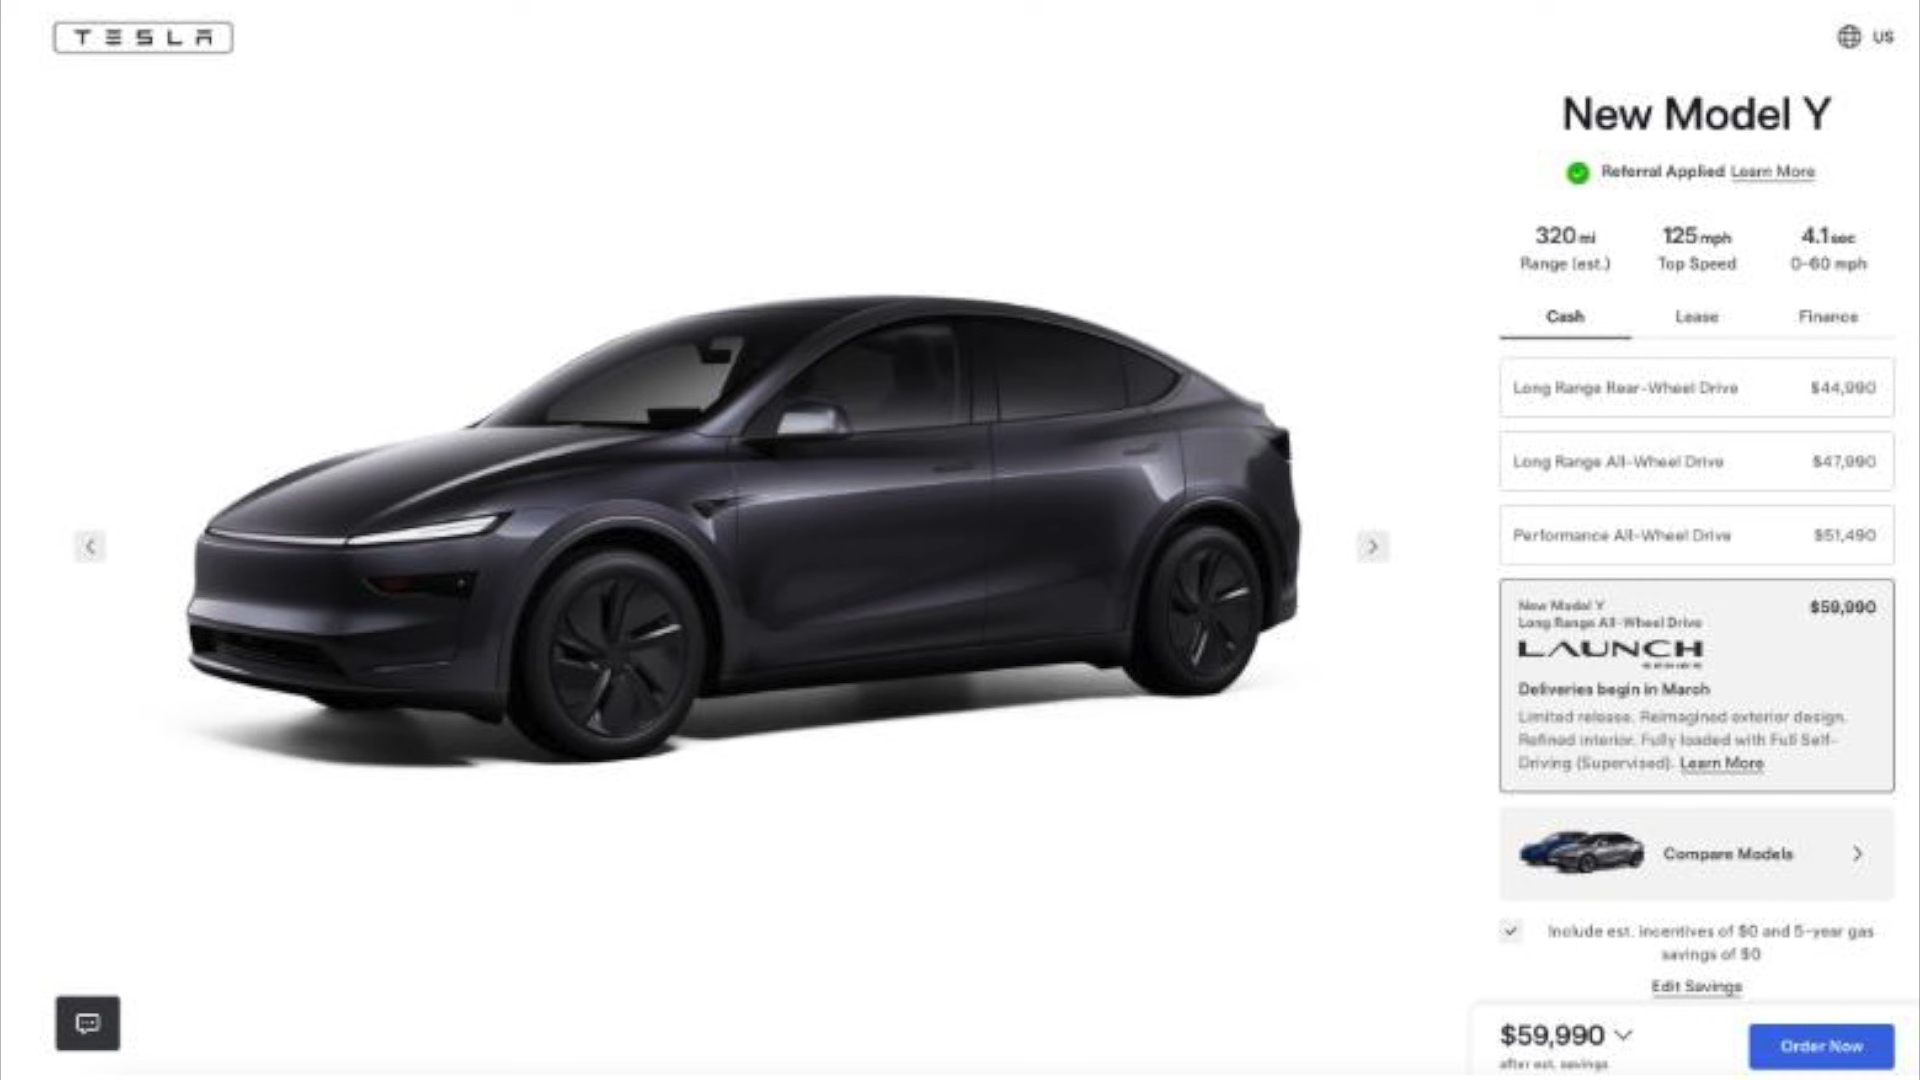 TESLA
US
New Model Y
Referral Applied Learn More
320 mi
Range (est.)
125 mph
Top Speed
4.1 sec
0-60 mph
Cash
Lease
Finance
Long Range Rear-Wheel Drive $44,990
Long Range All-Wheel Drive $47,990
Performance All-Wheel Drive $51,490
New Model Y $59,990
Long Range All-Wheel Drive
LAUNCH
SERIES
Deliveries begin in March
Limited release. Reimagined exterior design.
Refined interior. Fully loaded with Full Self-
Driving (Supervised). Learn More
Compare Models
Include est. incentives of $0 and 5-year gas
savings of $0
Edit Savings
$59,990
after est. savings
Order Now